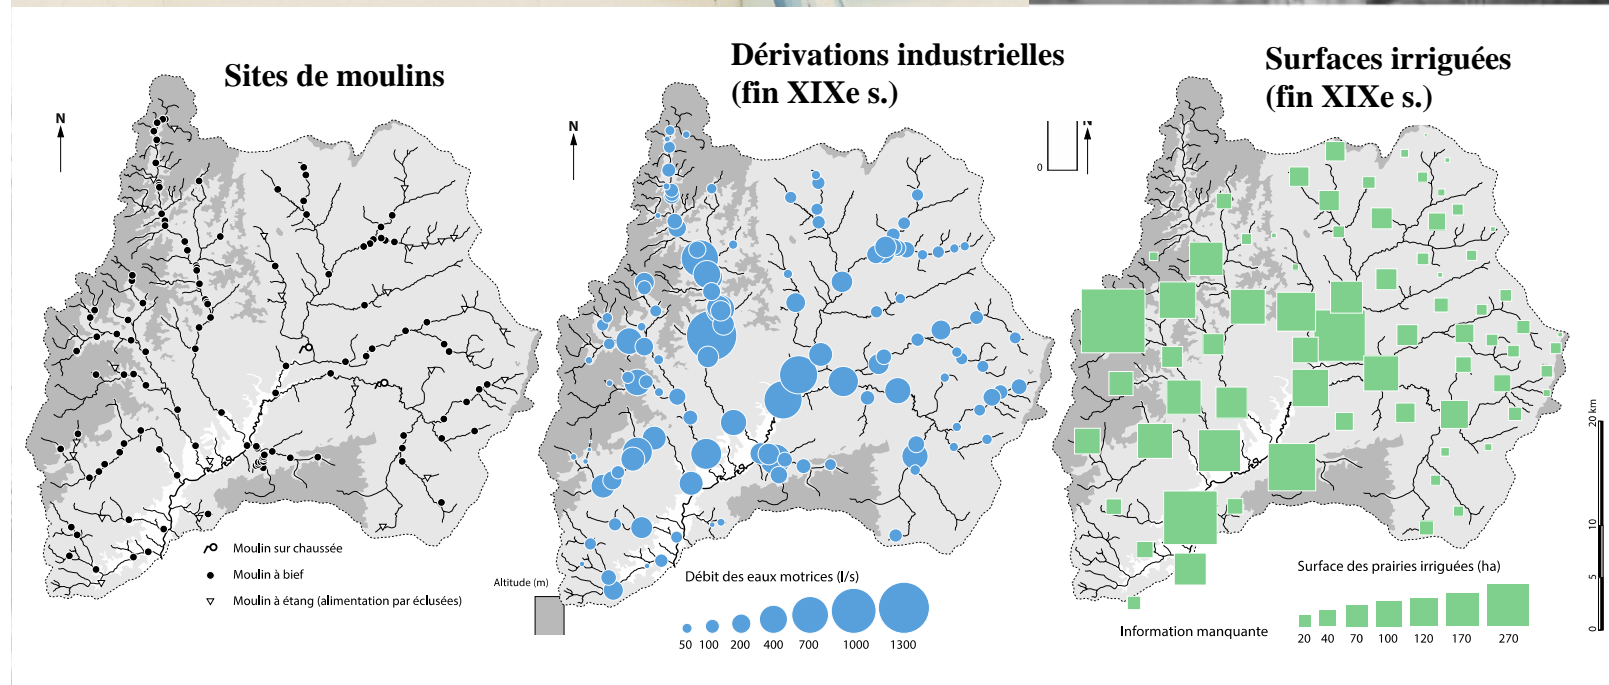 Sites de moulins
N
Moulin sur chaussée
Moulin à bief
Moulin à étang (alimentation par éclusées)
Dérivations industrielles
(fin XIXe s.)
N
Altitude (m)
Débit des eaux motrices (l/s)
50 100 200 400 700 1000 1300
Surfaces irriguées
(fin XIXe s.)
0
N
Surface des prairies irriguées (ha)
Information manquante
20 40 70 100 120 170 270
20 km
10
5
0